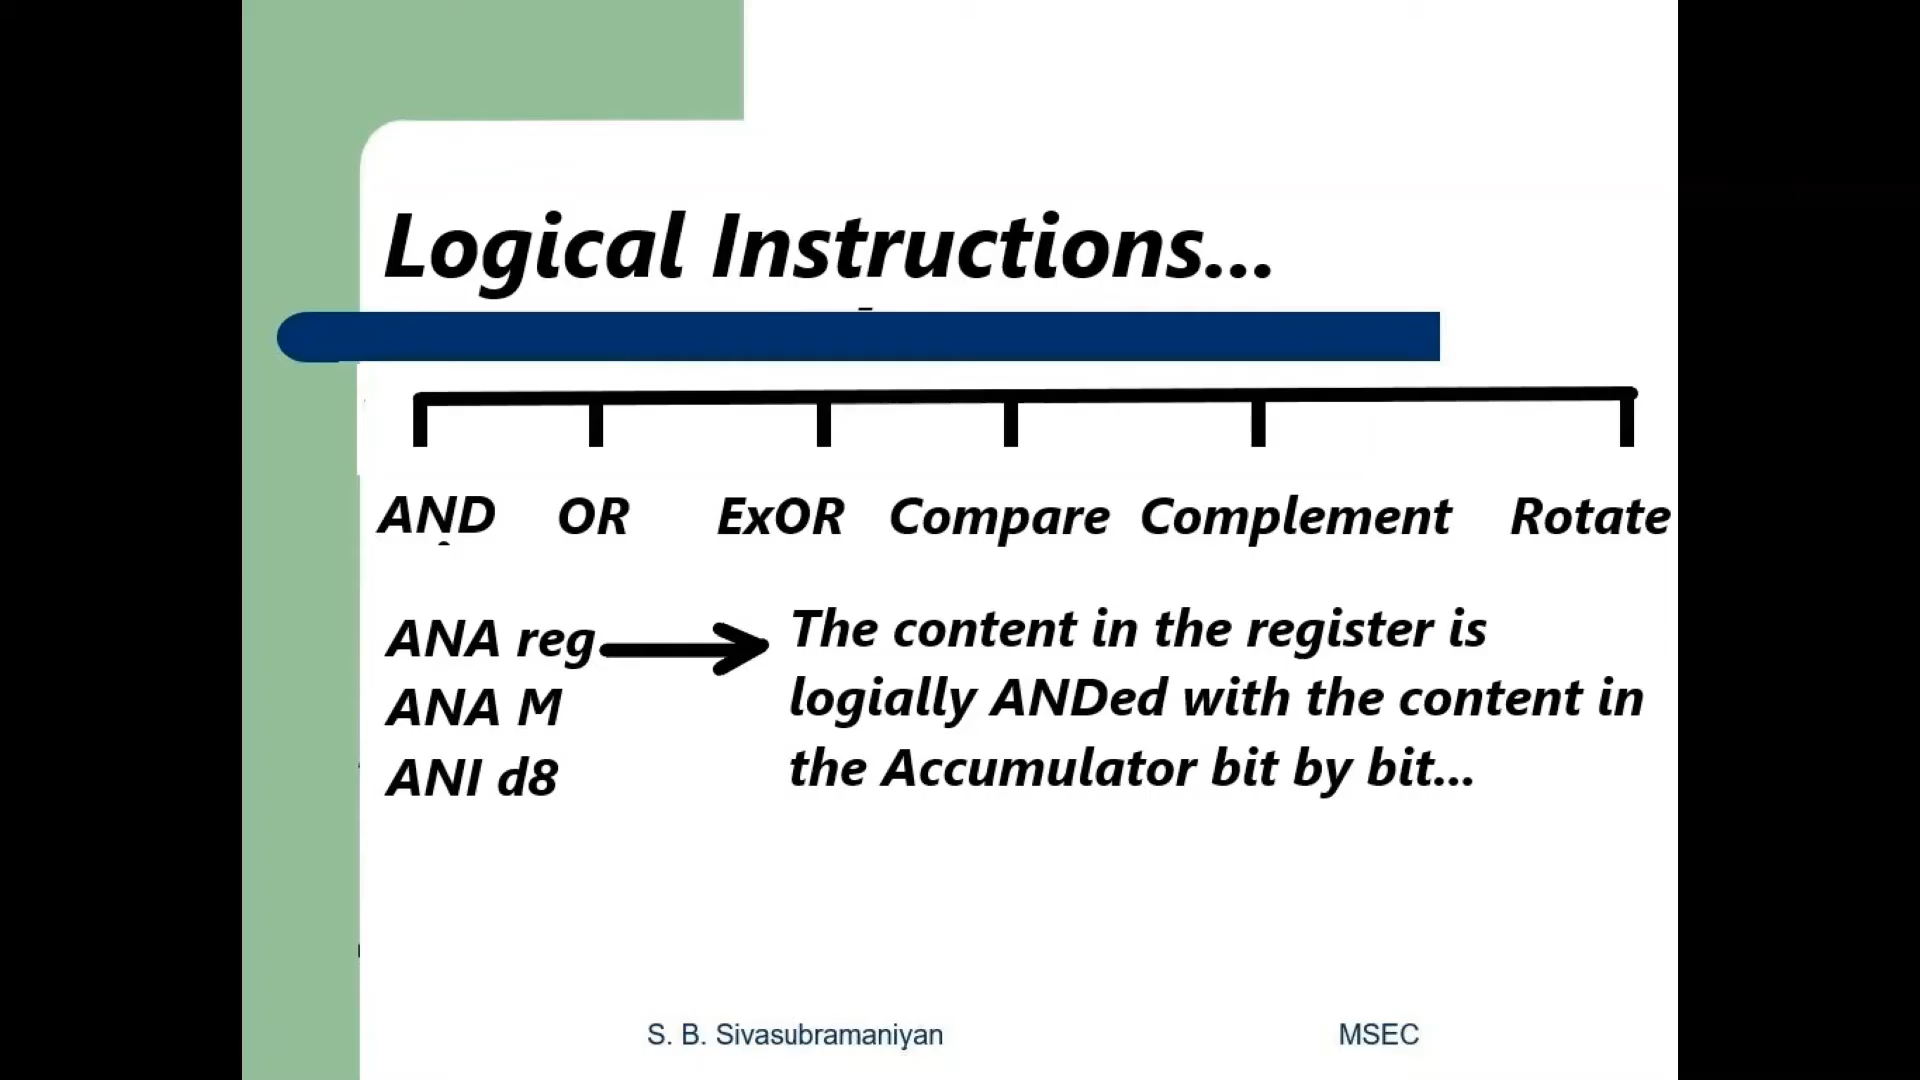 Logical Instructions...
AND OR ExOR Compare Complement Rotate
ANA reg
ANA M
ANI d8
The content in the register is
logially ANDed with the content in
the Accumulator bit by bit...
S. B. Sivasubramaniyan MSEC